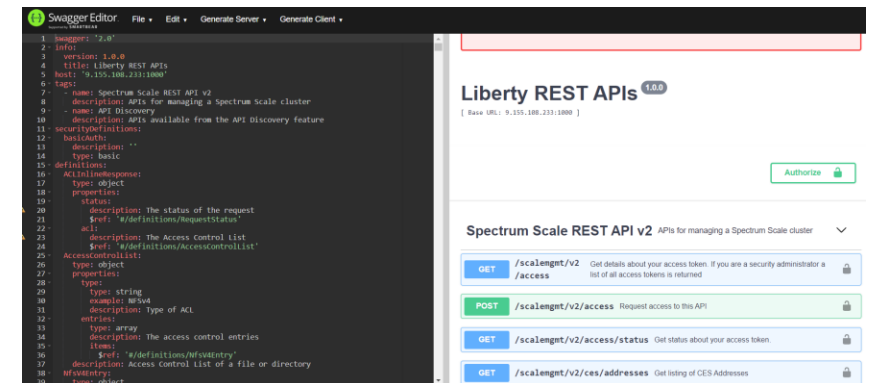 Swagger Editor.
File ▾ Edit ▾ Generate Server ▾ Generate Client ▾
1 swagger: '2.0'
2 info:
3 version: 1.0.0
4 title: Liberty REST APIs
5 host: '9.155.108.233:1000'
6 tags:
7 - name: Spectrum Scale REST API v2
8 description: APIs for managing a Spectrum Scale cluster
9 - name: API Discovery
10 description: APIs available from the API Discovery feature
11 securityDefinitions:
12 basicAuth:
13 description: ''
14 type: basic
15 definitions:
16 ACLInlineResponse:
17 type: object
18 properties:
19 status:
20 description: The status of the request
21 $ref: '#/definitions/RequestStatus'
22 acl:
23 description: The Access Control List
24 $ref: '#/definitions/AccessControlList'
25 AccessControlList:
26 type: object
27 properties:
28 type:
29 type: string
30 example: NFSv4
31 description: Type of ACL
32 entries:
33 type: array
34 description: The access control entries
35 items:
36 $ref: '#/definitions/NfsV4Entry'
37 description: Access Control List of a file or directory
38 NfsV4Entry:
39 type: object
Liberty REST APIs 1.0.0
[ Base URL: 9.155.108.233:1000 ]
Authorize
Spectrum Scale REST API v2 APIs for managing a Spectrum Scale cluster
GET /scalemgmt/v2/access Get details about your access token. If you are a security administrator a
list of all access tokens is returned
POST /scalemgmt/v2/access Request access to this API
GET /scalemgmt/v2/access/status Get status about your access token.
GET /scalemgmt/v2/ces/addresses Get listing of CES Addresses